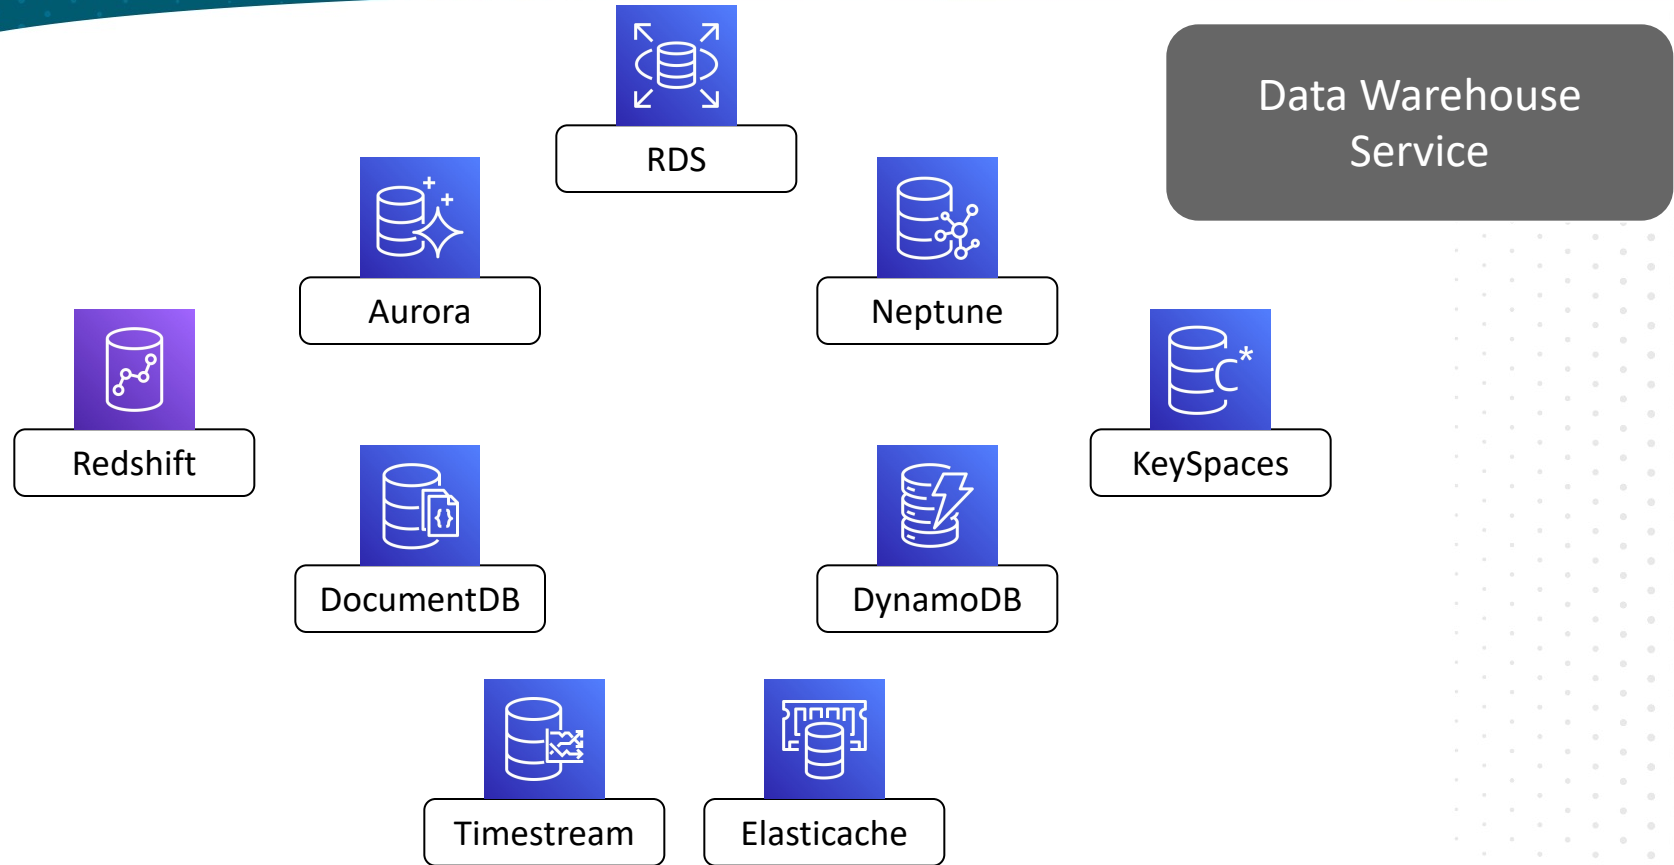 RDS
Data Warehouse
Service
Aurora
Neptune
Redshift
C*
KeySpaces
{}
DocumentDB
DynamoDB
Timestream
Elasticache